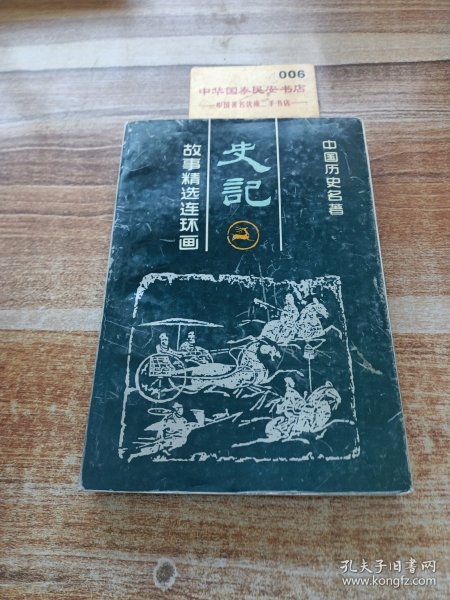 006
中华国泰民安书店
中国著名优质二手书店
中国历史名著
史記
故事精选连环画
孔夫子旧书网
www.kongfz.com